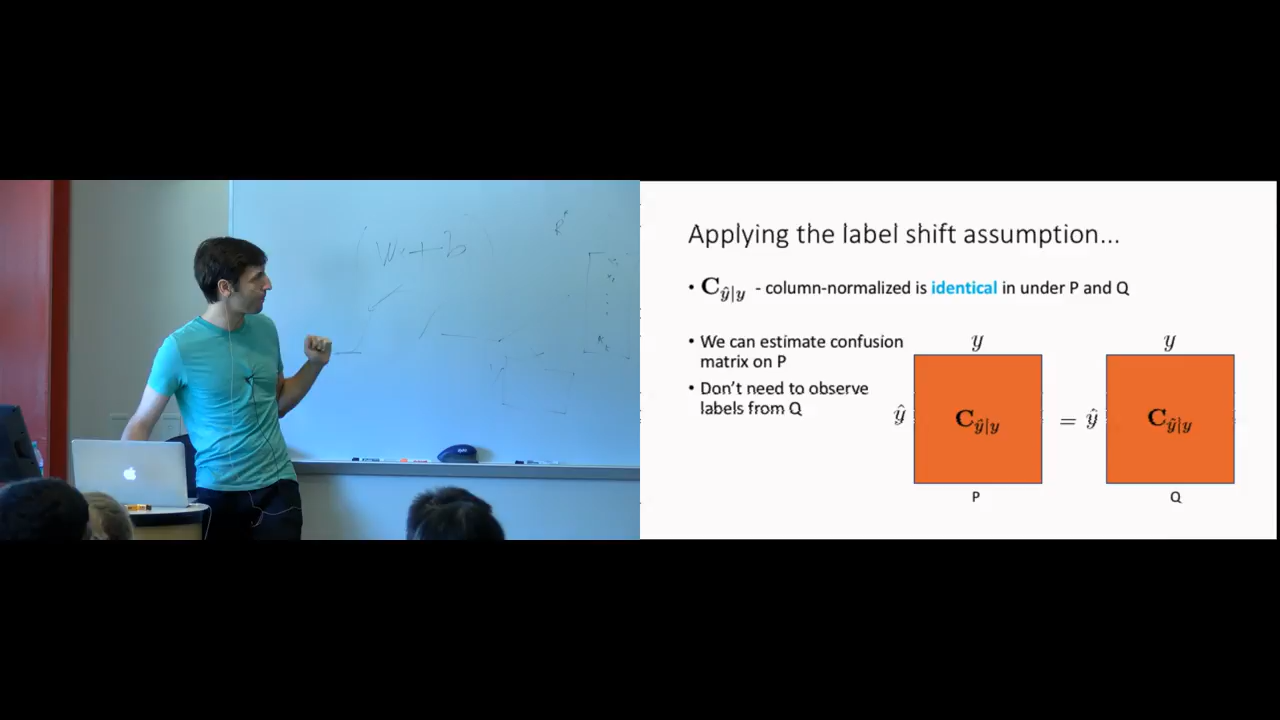 (W + b)
Applying the label shift assumption...
• C_{ŷ|y} - column-normalized is identical in under P and Q
• We can estimate confusion
matrix on P
• Don't need to observe
labels from Q
y
y
ŷ
C_{ŷ|y}
=
ŷ
C_{ŷ|y}
P
Q